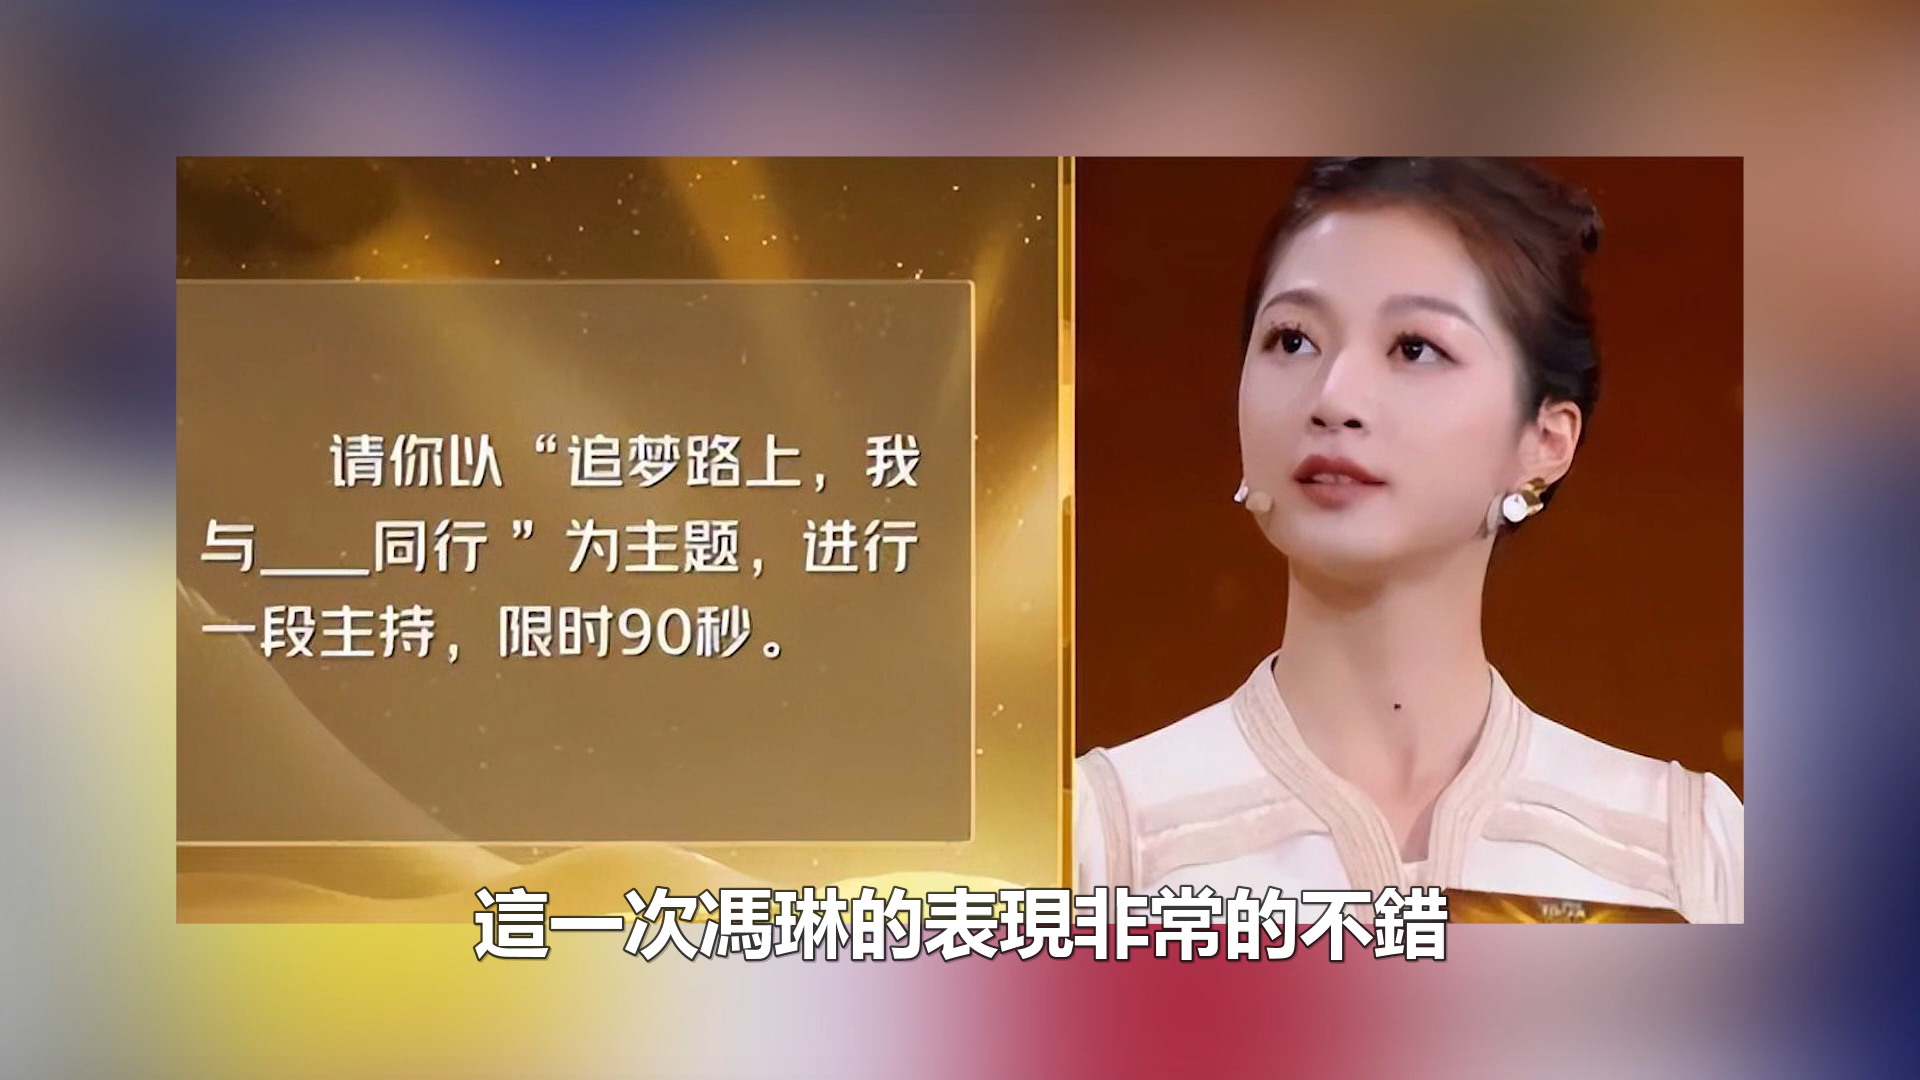 请你以“追梦路上，我
与____同行”为主题，进行
一段主持，限时90秒。
這一次馮琳的表現非常的不錯